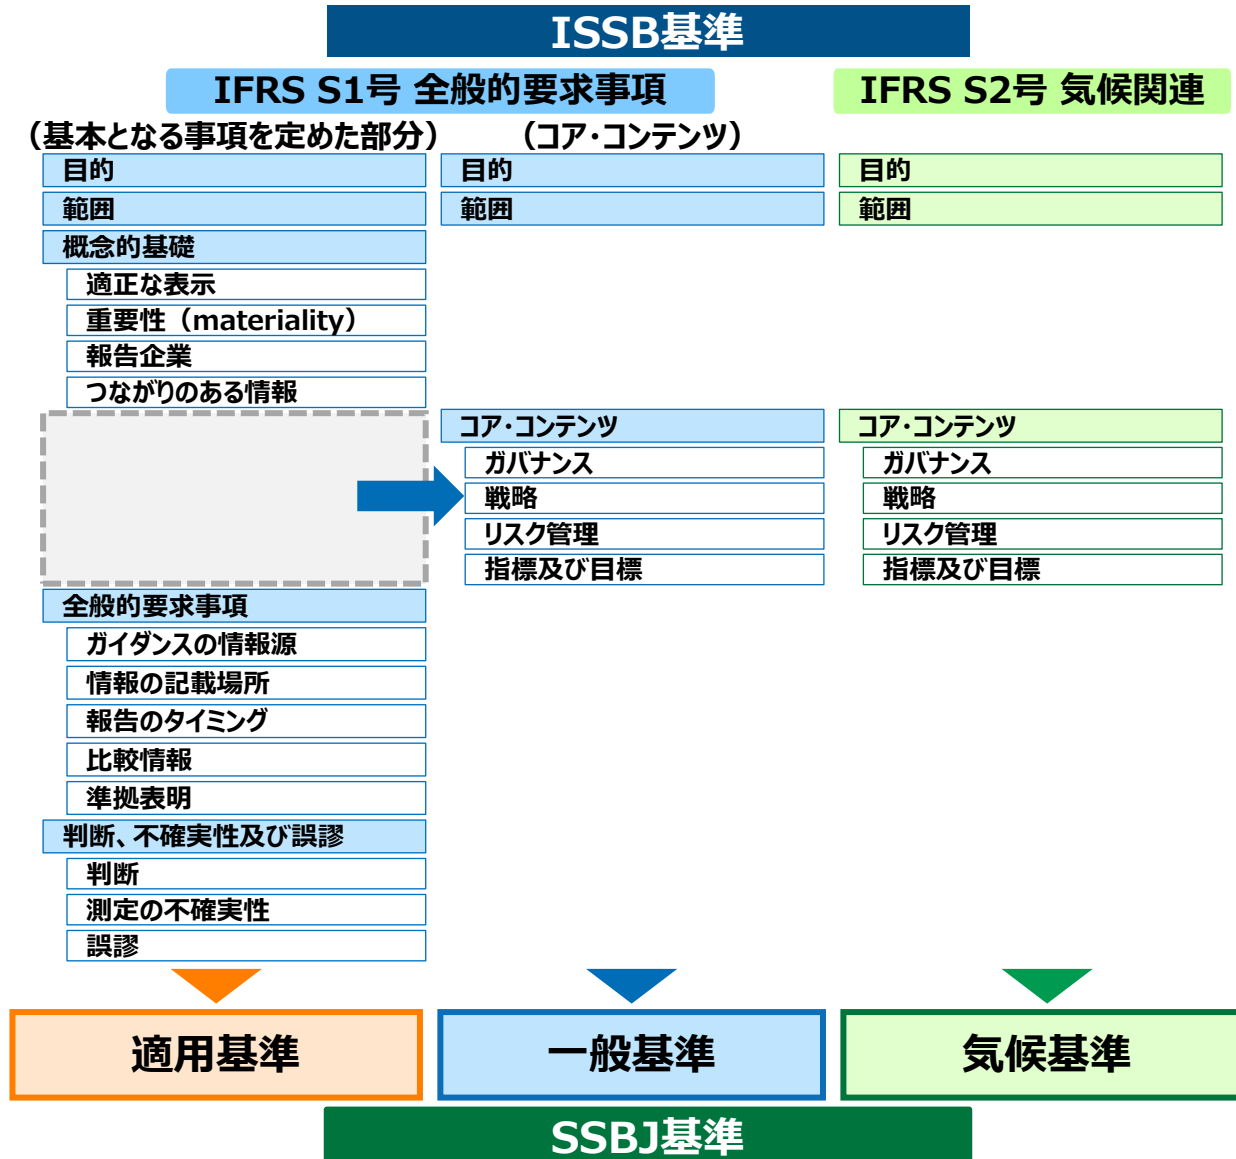 ISSB基準
IFRS S1号 全般的要求事項
IFRS S2号 気候関連
（基本となる事項を定めた部分）
（コア・コンテンツ）
目的
範囲
概念的基礎
適正な表示
重要性（materiality）
報告企業
つながりのある情報
全般的要求事項
ガイダンスの情報源
情報の記載場所
報告のタイミング
比較情報
準拠表明
判断、不確実性及び誤謬
判断
測定の不確実性
誤謬
目的
範囲
コア・コンテンツ
ガバナンス
戦略
リスク管理
指標及び目標
目的
範囲
コア・コンテンツ
ガバナンス
戦略
リスク管理
指標及び目標
適用基準
一般基準
気候基準
SSBJ基準